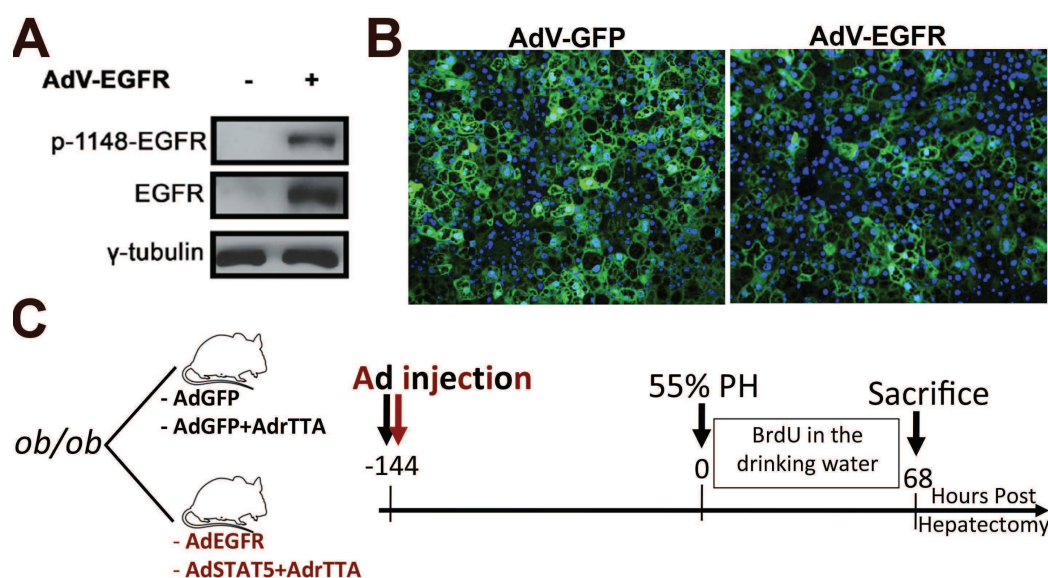 A
AdV-EGFR - +
p-1148-EGFR
EGFR
γ-tubulin
B
AdV-GFP
AdV-EGFR
C
ob/ob
- AdGFP
- AdGFP+AdrTTA
- AdEGFR
- AdSTAT5+AdrTTA
Ad injection
-144
55% PH
0
BrdU in the
drinking water
Sacrifice
68
Hours Post
Hepatectomy